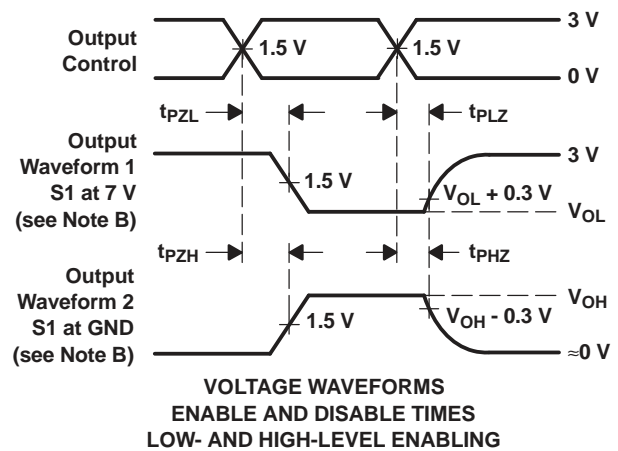 Output
Control
3 V
1.5 V
1.5 V
0 V
tPZL
tPLZ
Output
Waveform 1
S1 at 7 V
(see Note B)
3 V
1.5 V
VOL + 0.3 V
VOL
tPZH
tPHZ
Output
Waveform 2
S1 at GND
(see Note B)
VOH
1.5 V
VOH - 0.3 V
≈0 V
VOLTAGE WAVEFORMS
ENABLE AND DISABLE TIMES
LOW- AND HIGH-LEVEL ENABLING